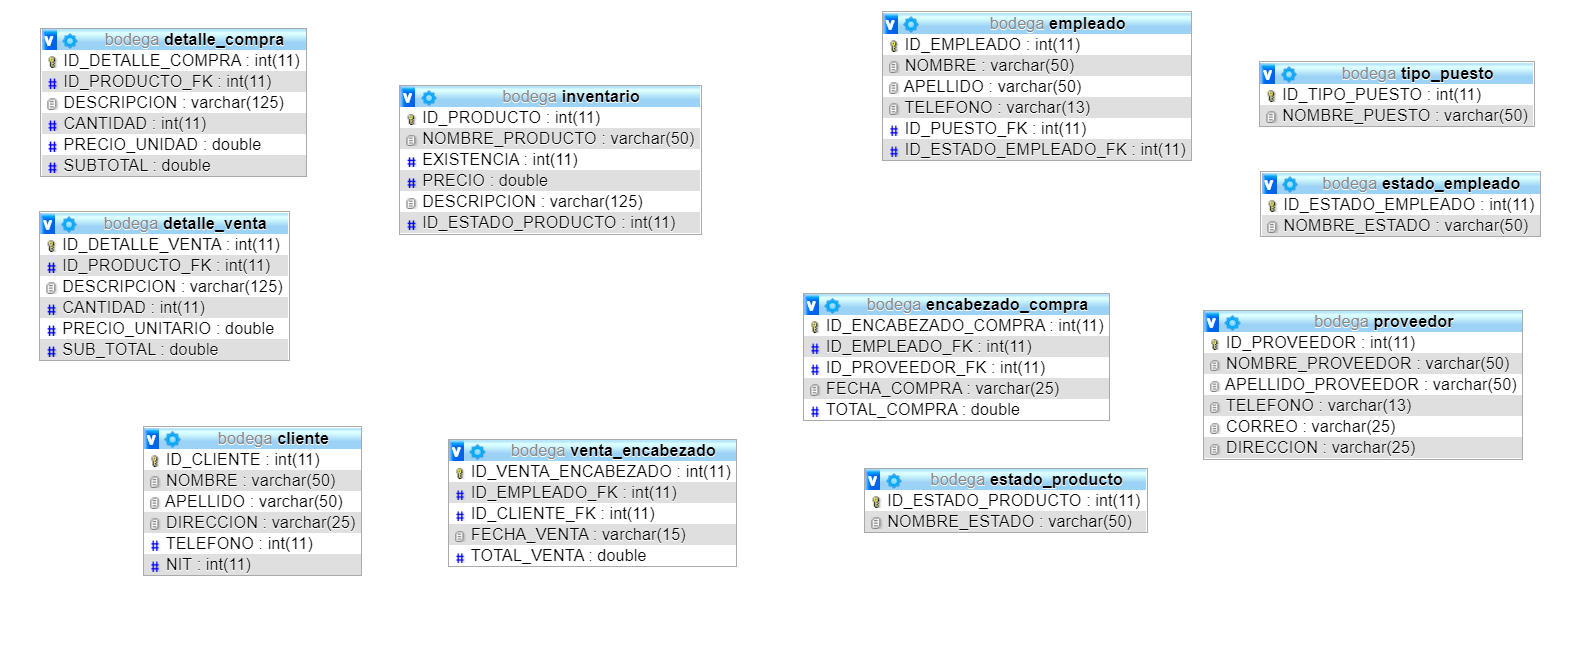 bodega detalle_compra
ID_DETALLE_COMPRA : int(11)
ID_PRODUCTO_FK : int(11)
DESCRIPCION : varchar(125)
CANTIDAD : int(11)
PRECIO_UNIDAD : double
SUBTOTAL : double
bodega detalle_venta
ID_DETALLE_VENTA : int(11)
ID_PRODUCTO_FK : int(11)
DESCRIPCION : varchar(125)
CANTIDAD : int(11)
PRECIO_UNITARIO : double
SUB_TOTAL : double
bodega inventario
ID_PRODUCTO : int(11)
NOMBRE_PRODUCTO : varchar(50)
EXISTENCIA : int(11)
PRECIO : double
DESCRIPCION : varchar(125)
ID_ESTADO_PRODUCTO : int(11)
bodega empleado
ID_EMPLEADO : int(11)
NOMBRE : varchar(50)
APELLIDO : varchar(50)
TELEFONO : varchar(13)
ID_PUESTO_FK : int(11)
ID_ESTADO_EMPLEADO_FK : int(11)
bodega tipo_puesto
ID_TIPO_PUESTO : int(11)
NOMBRE_PUESTO : varchar(50)
bodega estado_empleado
ID_ESTADO_EMPLEADO : int(11)
NOMBRE_ESTADO : varchar(50)
bodega encabezado_compra
ID_ENCABEZADO_COMPRA : int(11)
ID_EMPLEADO_FK : int(11)
ID_PROVEEDOR_FK : int(11)
FECHA_COMPRA : varchar(25)
TOTAL_COMPRA : double
bodega proveedor
ID_PROVEEDOR : int(11)
NOMBRE_PROVEEDOR : varchar(50)
APELLIDO_PROVEEDOR : varchar(50)
TELEFONO : varchar(13)
CORREO : varchar(25)
DIRECCION : varchar(25)
bodega cliente
ID_CLIENTE : int(11)
NOMBRE : varchar(50)
APELLIDO : varchar(50)
DIRECCION : varchar(25)
TELEFONO : int(11)
NIT : int(11)
bodega venta_encabezado
ID_VENTA_ENCABEZADO : int(11)
ID_EMPLEADO_FK : int(11)
ID_CLIENTE_FK : int(11)
FECHA_VENTA : varchar(15)
TOTAL_VENTA : double
bodega estado_producto
ID_ESTADO_PRODUCTO : int(11)
NOMBRE_ESTADO : varchar(50)